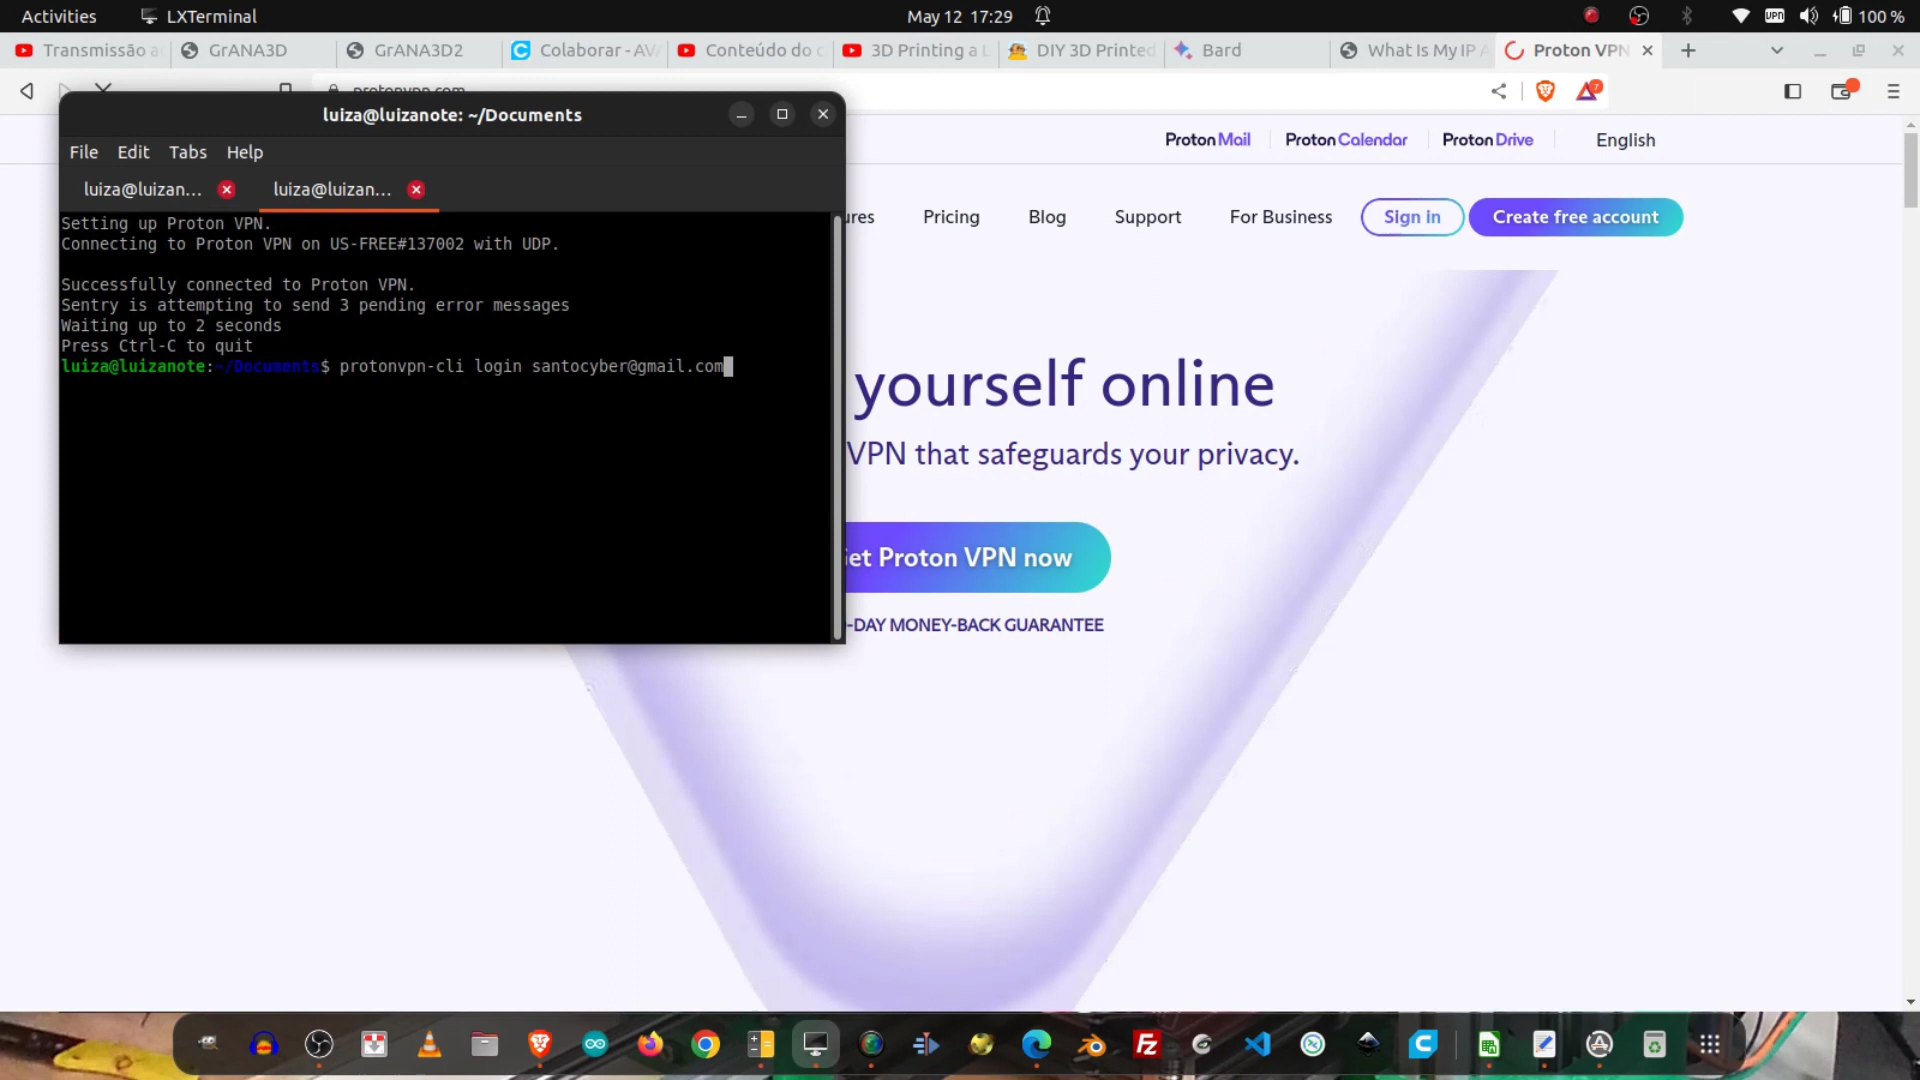 Activities
LXTerminal
May 12 17:29
VPN
100 %
Transmissão a
GrANA3D
GrANA3D2
Colaborar - AVA
Conteúdo do c
3D Printing a L
DIY 3D Printed
Bard
What Is My IP A
Proton VPN
protonvpn.com
7
luiza@luizanote: ~/Documents
File
Edit
Tabs
Help
luiza@luizan...
luiza@luizan...
Setting up Proton VPN.
Connecting to Proton VPN on US-FREE#137002 with UDP.
Successfully connected to Proton VPN.
Sentry is attempting to send 3 pending error messages
Waiting up to 2 seconds
Press Ctrl-C to quit
luiza@luizanote:~/Documents$ protonvpn-cli login santocyber@gmail.com
Proton Mail
Proton Calendar
Proton Drive
English
ures
Pricing
Blog
Support
For Business
Sign in
Create free account
yourself online
VPN that safeguards your privacy.
et Proton VPN now
-DAY MONEY-BACK GUARANTEE